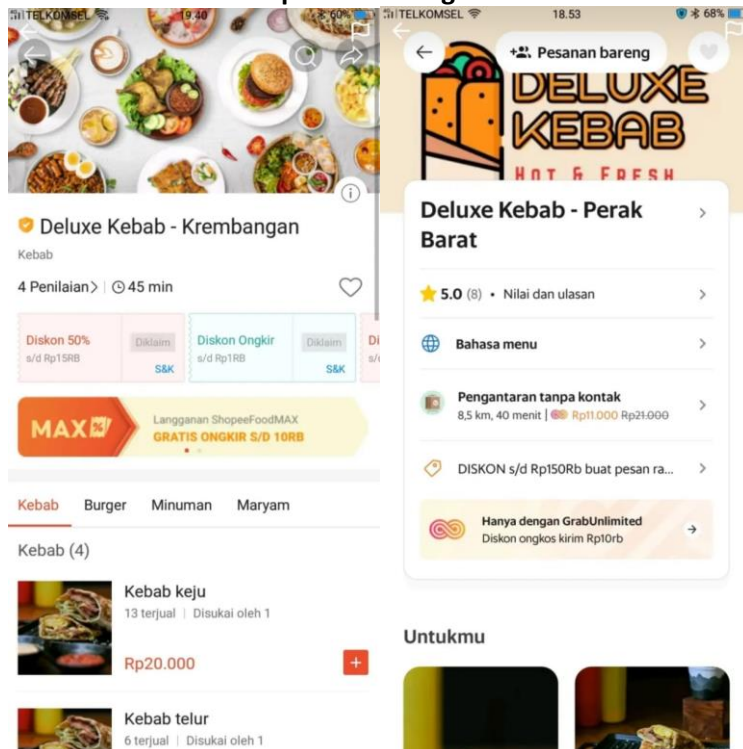 TELKOMSEL 19.40 60%
Deluxe Kebab - Krembangan
Kebab
4 Penilaian> 45 min
Diskon 50%
s/d Rp15RB
Diklaim
S&K
Diskon Ongkir
s/d Rp1RB
Diklaim
S&K
Di
s/
MAX
Langganan ShopeeFoodMAX
GRATIS ONGKIR S/D 10RB
Kebab Burger Minuman Maryam
Kebab (4)
Kebab keju
13 terjual | Disukai oleh 1
Rp20.000
Kebab telur
6 terjual | Disukai oleh 1
TELKOMSEL 18.53 68%
Pesanan bareng
DELUXE
KEBAB
HOT & FRESH
Deluxe Kebab - Perak
Barat
5.0 (8) • Nilai dan ulasan
Bahasa menu
Pengantaran tanpa kontak
8,5 km, 40 menit | Rp11.000 Rp21.000
DISKON s/d Rp150Rb buat pesan ra...
Hanya dengan GrabUnlimited
Diskon ongkos kirim Rp10rb
Untukmu